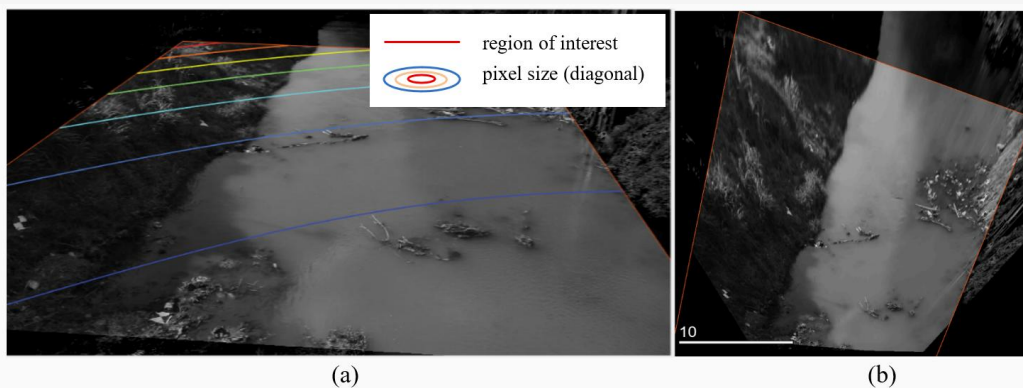 region of interest
pixel size (diagonal)
10
(a)
(b)